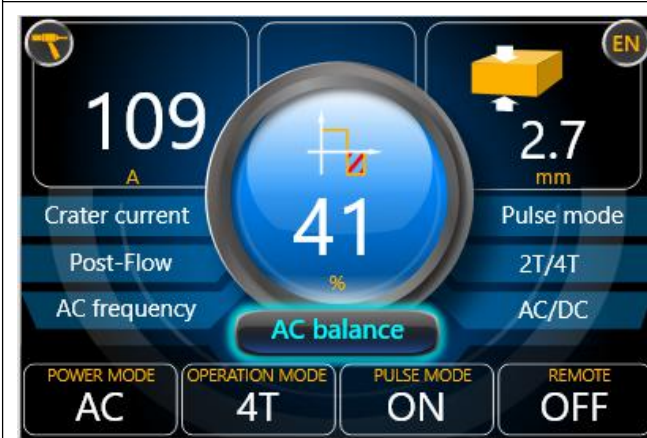 EN
109
A
2.7
mm
41
%
Crater current
Pulse mode
Post-Flow
2T/4T
AC frequency
AC/DC
AC balance
POWER MODE
OPERATION MODE
PULSE MODE
REMOTE
AC
4T
ON
OFF